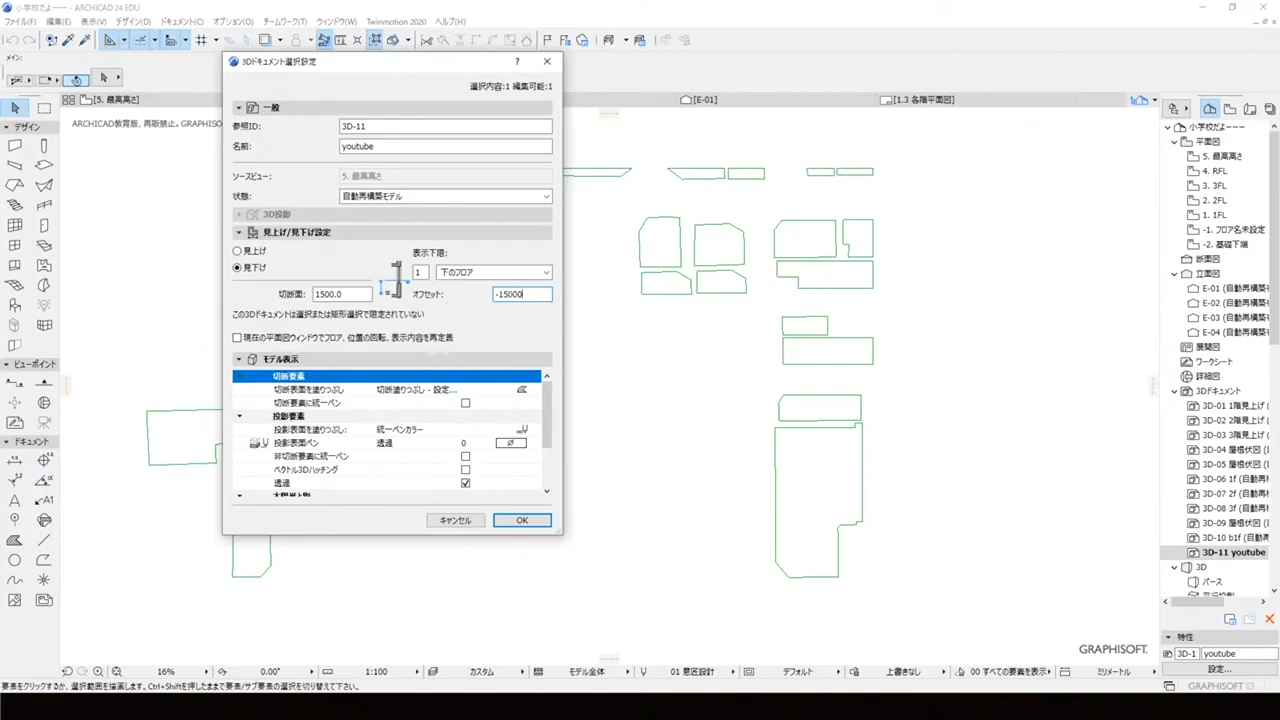 小学校だよーーー - ARCHICAD 24 EDU
ファイル(F) 編集(E) 表示(V) デザイン(D) ドキュメント(C) オプション(O) チームワーク(T) ウィンドウ(W) Twinmotion 2020 ヘルプ(H)
メイン:
[5. 最高高さ]
[E-01]
[1.3 各階平面図]
ARCHICAD教育版、再販禁止。GRAPHISOF
デザイン
ビューポイント
ドキュメント
3Dドキュメント選択設定
選択内容:1 編集可能:1
一般
参照ID: 3D-11
名前: youtube
ソースビュー: 5. 最高高さ
状態: 自動再構築モデル
3D投影
見上げ/見下げ設定
見上げ
表示下限:
見下げ
1 下のフロア
切断面: 1500.0
オフセット: -15000
この3Dドキュメントは選択または矩形選択で限定されていない
現在の平面図ウィンドウでフロア、位置の回転、表示内容を再定義
モデル表示
切断要素
切断表面を塗りつぶし 切断塗りつぶし - 設定...
切断要素に統一ペン
投影要素
投影表面を塗りつぶし: 統一ペンカラー
投影表面ペン 透過 0
非切断要素に統一ペン
ベクトル3Dハッチング
透過
キャンセル
OK
小学校だよーーー
平面図
5. 最高高さ
4. RFL
3. 3FL
2. 2FL
1. 1FL
-1. フロア名未設定
-2. 基礎下端
断面図
立面図
E-01 (自動再構築モ
E-02 (自動再構築
E-03 (自動再構築
E-04 (自動再構築
展開図
ワークシート
詳細図
3Dドキュメント
3D-01 1階見上げ (
3D-02 2階見上げ (
3D-03 3階見上げ (
3D-04 屋根伏図 (
3D-05 屋根伏図 (
3D-06 1f (自動再構
3D-07 2f (自動再構
3D-08 3f (自動再構
3D-09 屋根伏図 (
3D-10 b1f (自動再
3D-11 youtube
3D
パース
特性
3D-1 youtube
設定...
GRAPHISOFT.
16%
0.00°
1:100
カスタム
モデル全体
01 意匠設計
デフォルト
上書きなし
00 すべての要素を表示
ミリメートル
要素をクリックするか、選択範囲を描画します。Ctrl+Shiftを押したままで要素/サブ要素の選択を切り替えて下さい。
GRAPHISOFT ID